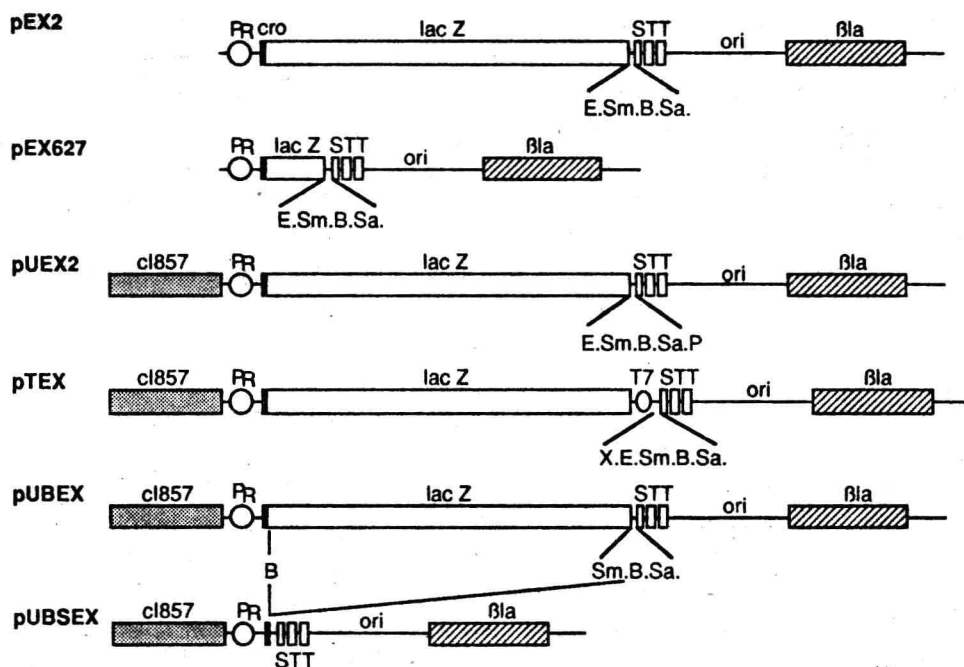 pEX2
PR cro lac Z STT ori βla
E.Sm.B.Sa.
pEX627
PR lac Z STT ori βla
E.Sm.B.Sa.
pUEX2
cI857 PR lac Z STT ori βla
E.Sm.B.Sa.P
pTEX
cI857 PR lac Z T7 STT ori βla
X.E.Sm.B.Sa.
pUBEX
cI857 PR lac Z STT ori βla
B Sm.B.Sa.
pUBSEX
cI857 PR ori βla
STT